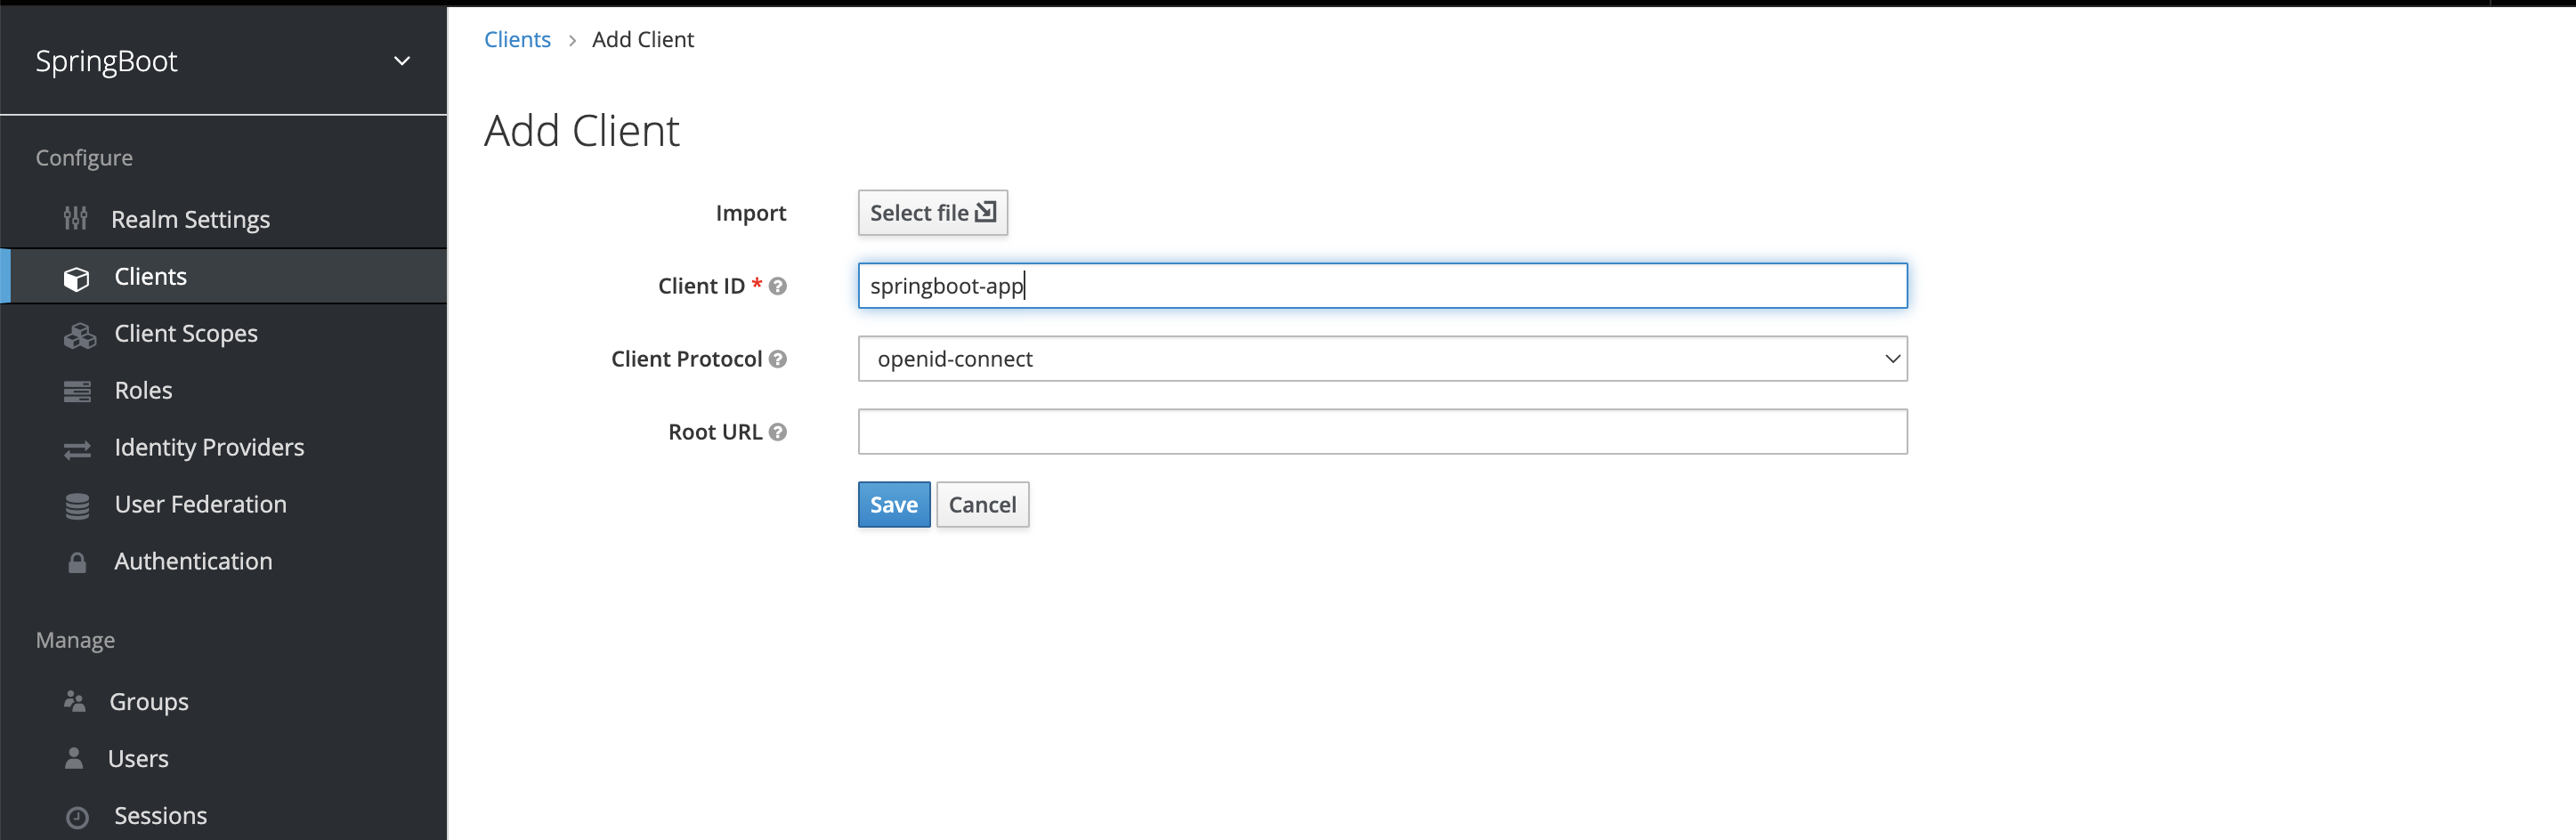 SpringBoot
Configure
Realm Settings
Clients
Client Scopes
Roles
Identity Providers
User Federation
Authentication
Manage
Groups
Users
Sessions
Clients > Add Client
Add Client
Import Select file
Client ID * springboot-app
Client Protocol openid-connect
Root URL
Save Cancel